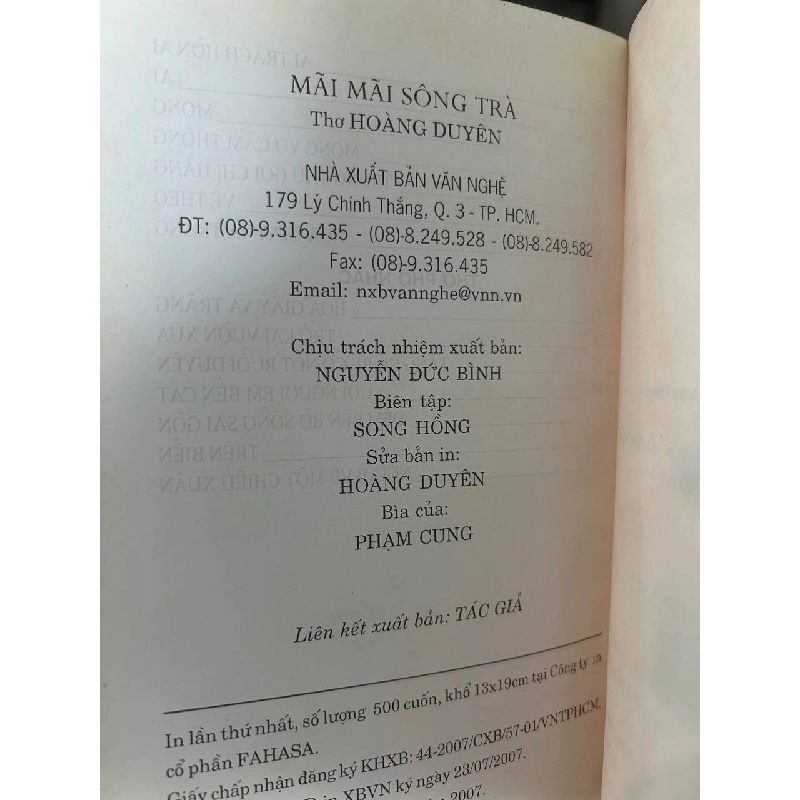 MÃI MÃI SÔNG TRÀ
Thơ HOÀNG DUYÊN
NHÀ XUẤT BẢN VĂN NGHỆ
179 Lý Chính Thắng, Q. 3 - TP. HCM.
ĐT: (08)-9.316.435 - (08)-8.249.528 - (08)-8.249.582
Fax: (08)-9.316.435
Email: nxbvannghe@vnn.vn
Chịu trách nhiệm xuất bản:
NGUYỄN ĐỨC BÌNH
Biên tập:
SONG HỒNG
Sửa bản in:
HOÀNG DUYÊN
Bìa của:
PHẠM CUNG
Liên kết xuất bản: TÁC GIẢ
In lần thứ nhất, số lượng 500 cuốn, khổ 13x19cm tại Công ty in
cổ phần FAHASA.
Giấy chấp nhận đăng ký KHXB: 44-2007/CXB/57-01/VNTPHCM.
in XBVN ký ngày 23/07/2007.
2007.